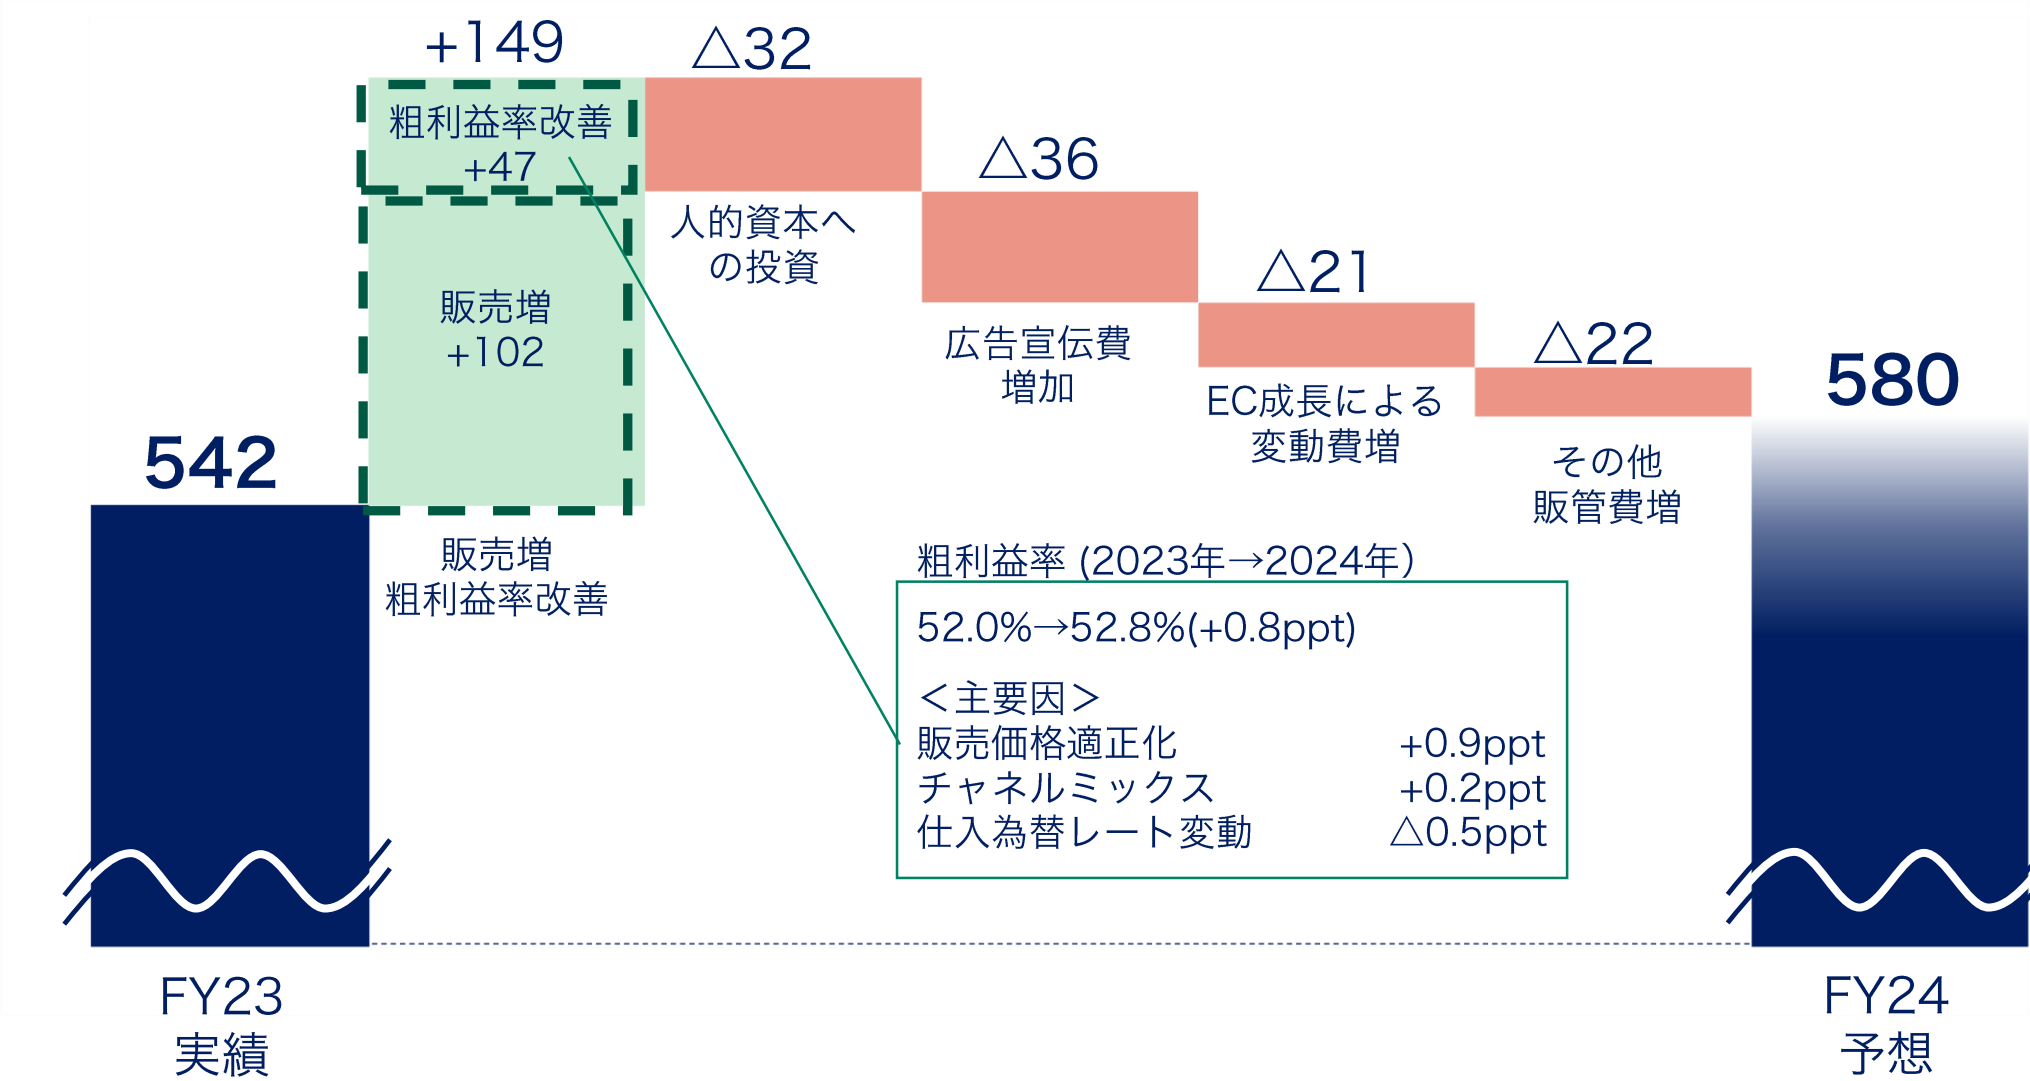 +149
粗利益率改善
+47
販売増
+102
販売増
粗利益率改善
542
FY23
実績
△32
人的資本へ
の投資
△36
広告宣伝費
増加
△21
EC成長による
変動費増
△22
その他
販管費増
580
FY24
予想
粗利益率 (2023年→2024年)
52.0%→52.8%(+0.8ppt)
<主要因>
販売価格適正化 +0.9ppt
チャネルミックス +0.2ppt
仕入為替レート変動 △0.5ppt